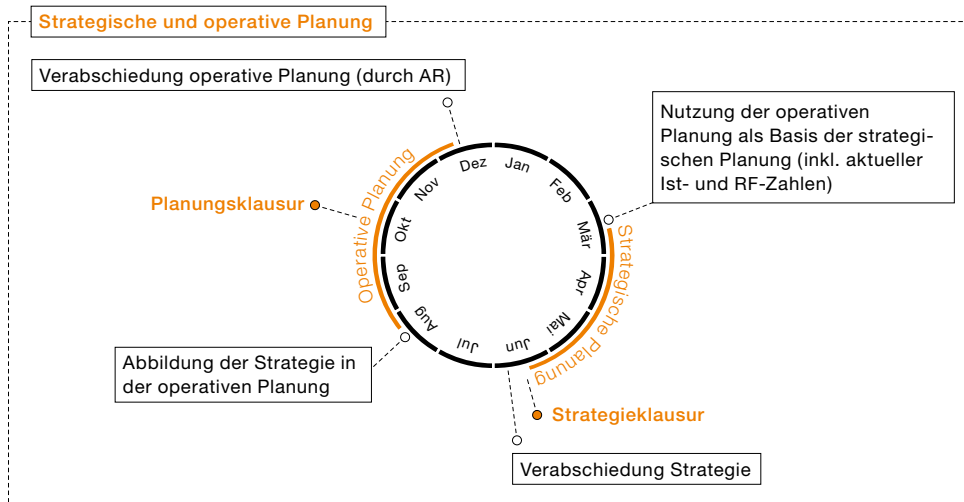 Strategische und operative Planung
Verabschiedung operative Planung (durch AR)
Nutzung der operativen
Planung als Basis der strategi-
schen Planung (inkl. aktueller
Ist- und RF-Zahlen)
Planungsklausur
Operative Planung
Strategische Planung
Jan
Feb
Mär
Apr
Mai
Jun
Jul
Aug
Sep
Okt
Nov
Dez
Abbildung der Strategie in
der operativen Planung
Strategieklausur
Verabschiedung Strategie